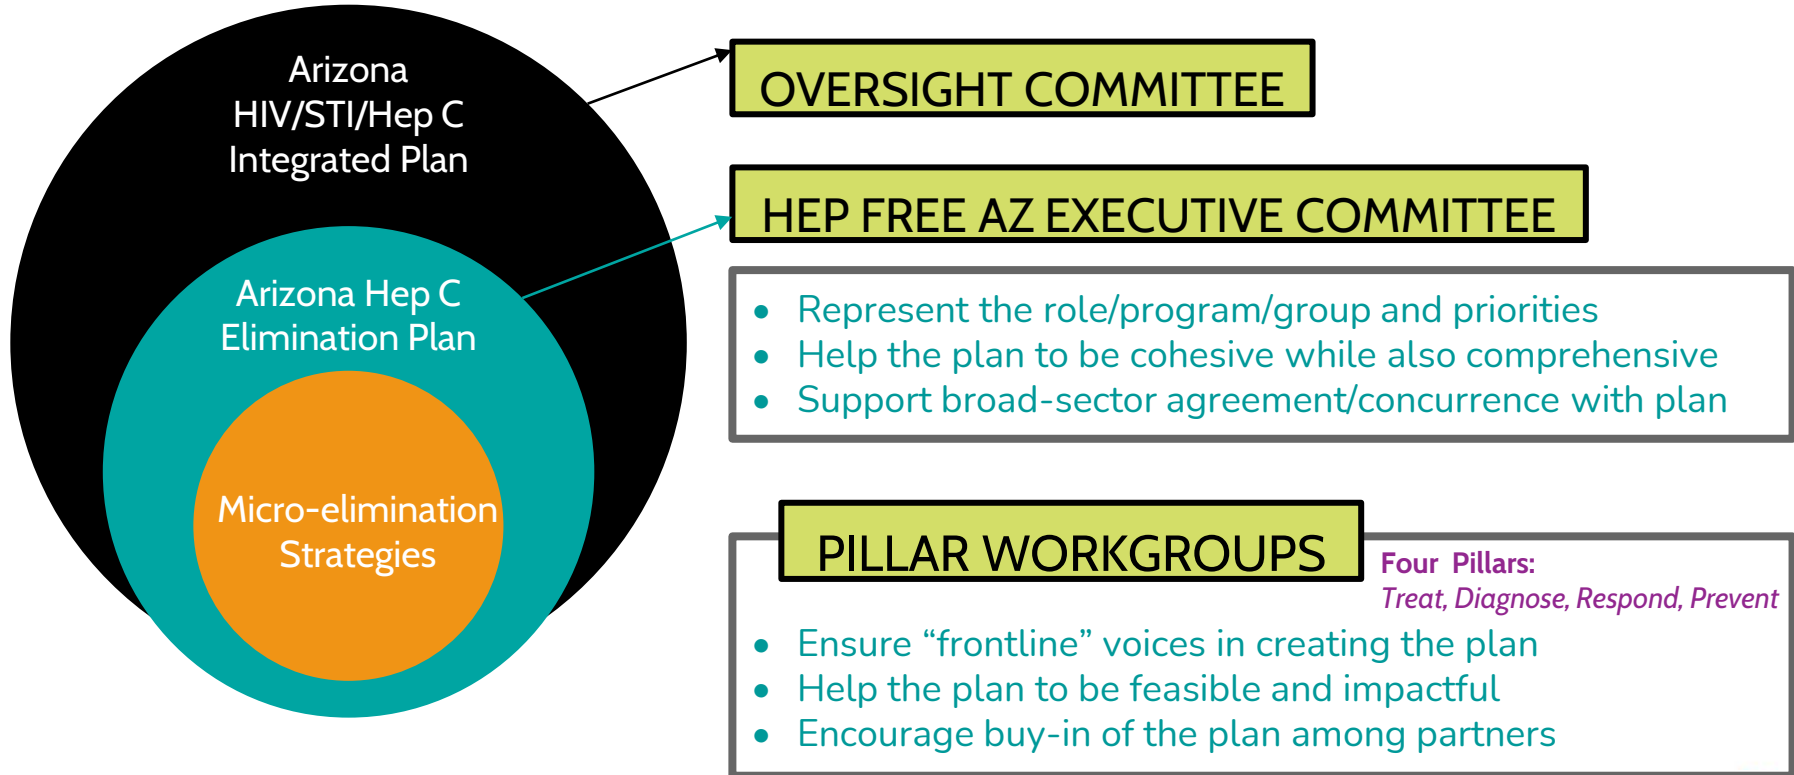 Arizona
HIV/STI/Hep C
Integrated Plan
Arizona Hep C
Elimination Plan
Micro-elimination
Strategies
OVERSIGHT COMMITTEE
HEP FREE AZ EXECUTIVE COMMITTEE
• Represent the role/program/group and priorities
• Help the plan to be cohesive while also comprehensive
• Support broad-sector agreement/concurrence with plan
PILLAR WORKGROUPS
Four Pillars:
Treat, Diagnose, Respond, Prevent
• Ensure “frontline” voices in creating the plan
• Help the plan to be feasible and impactful
• Encourage buy-in of the plan among partners